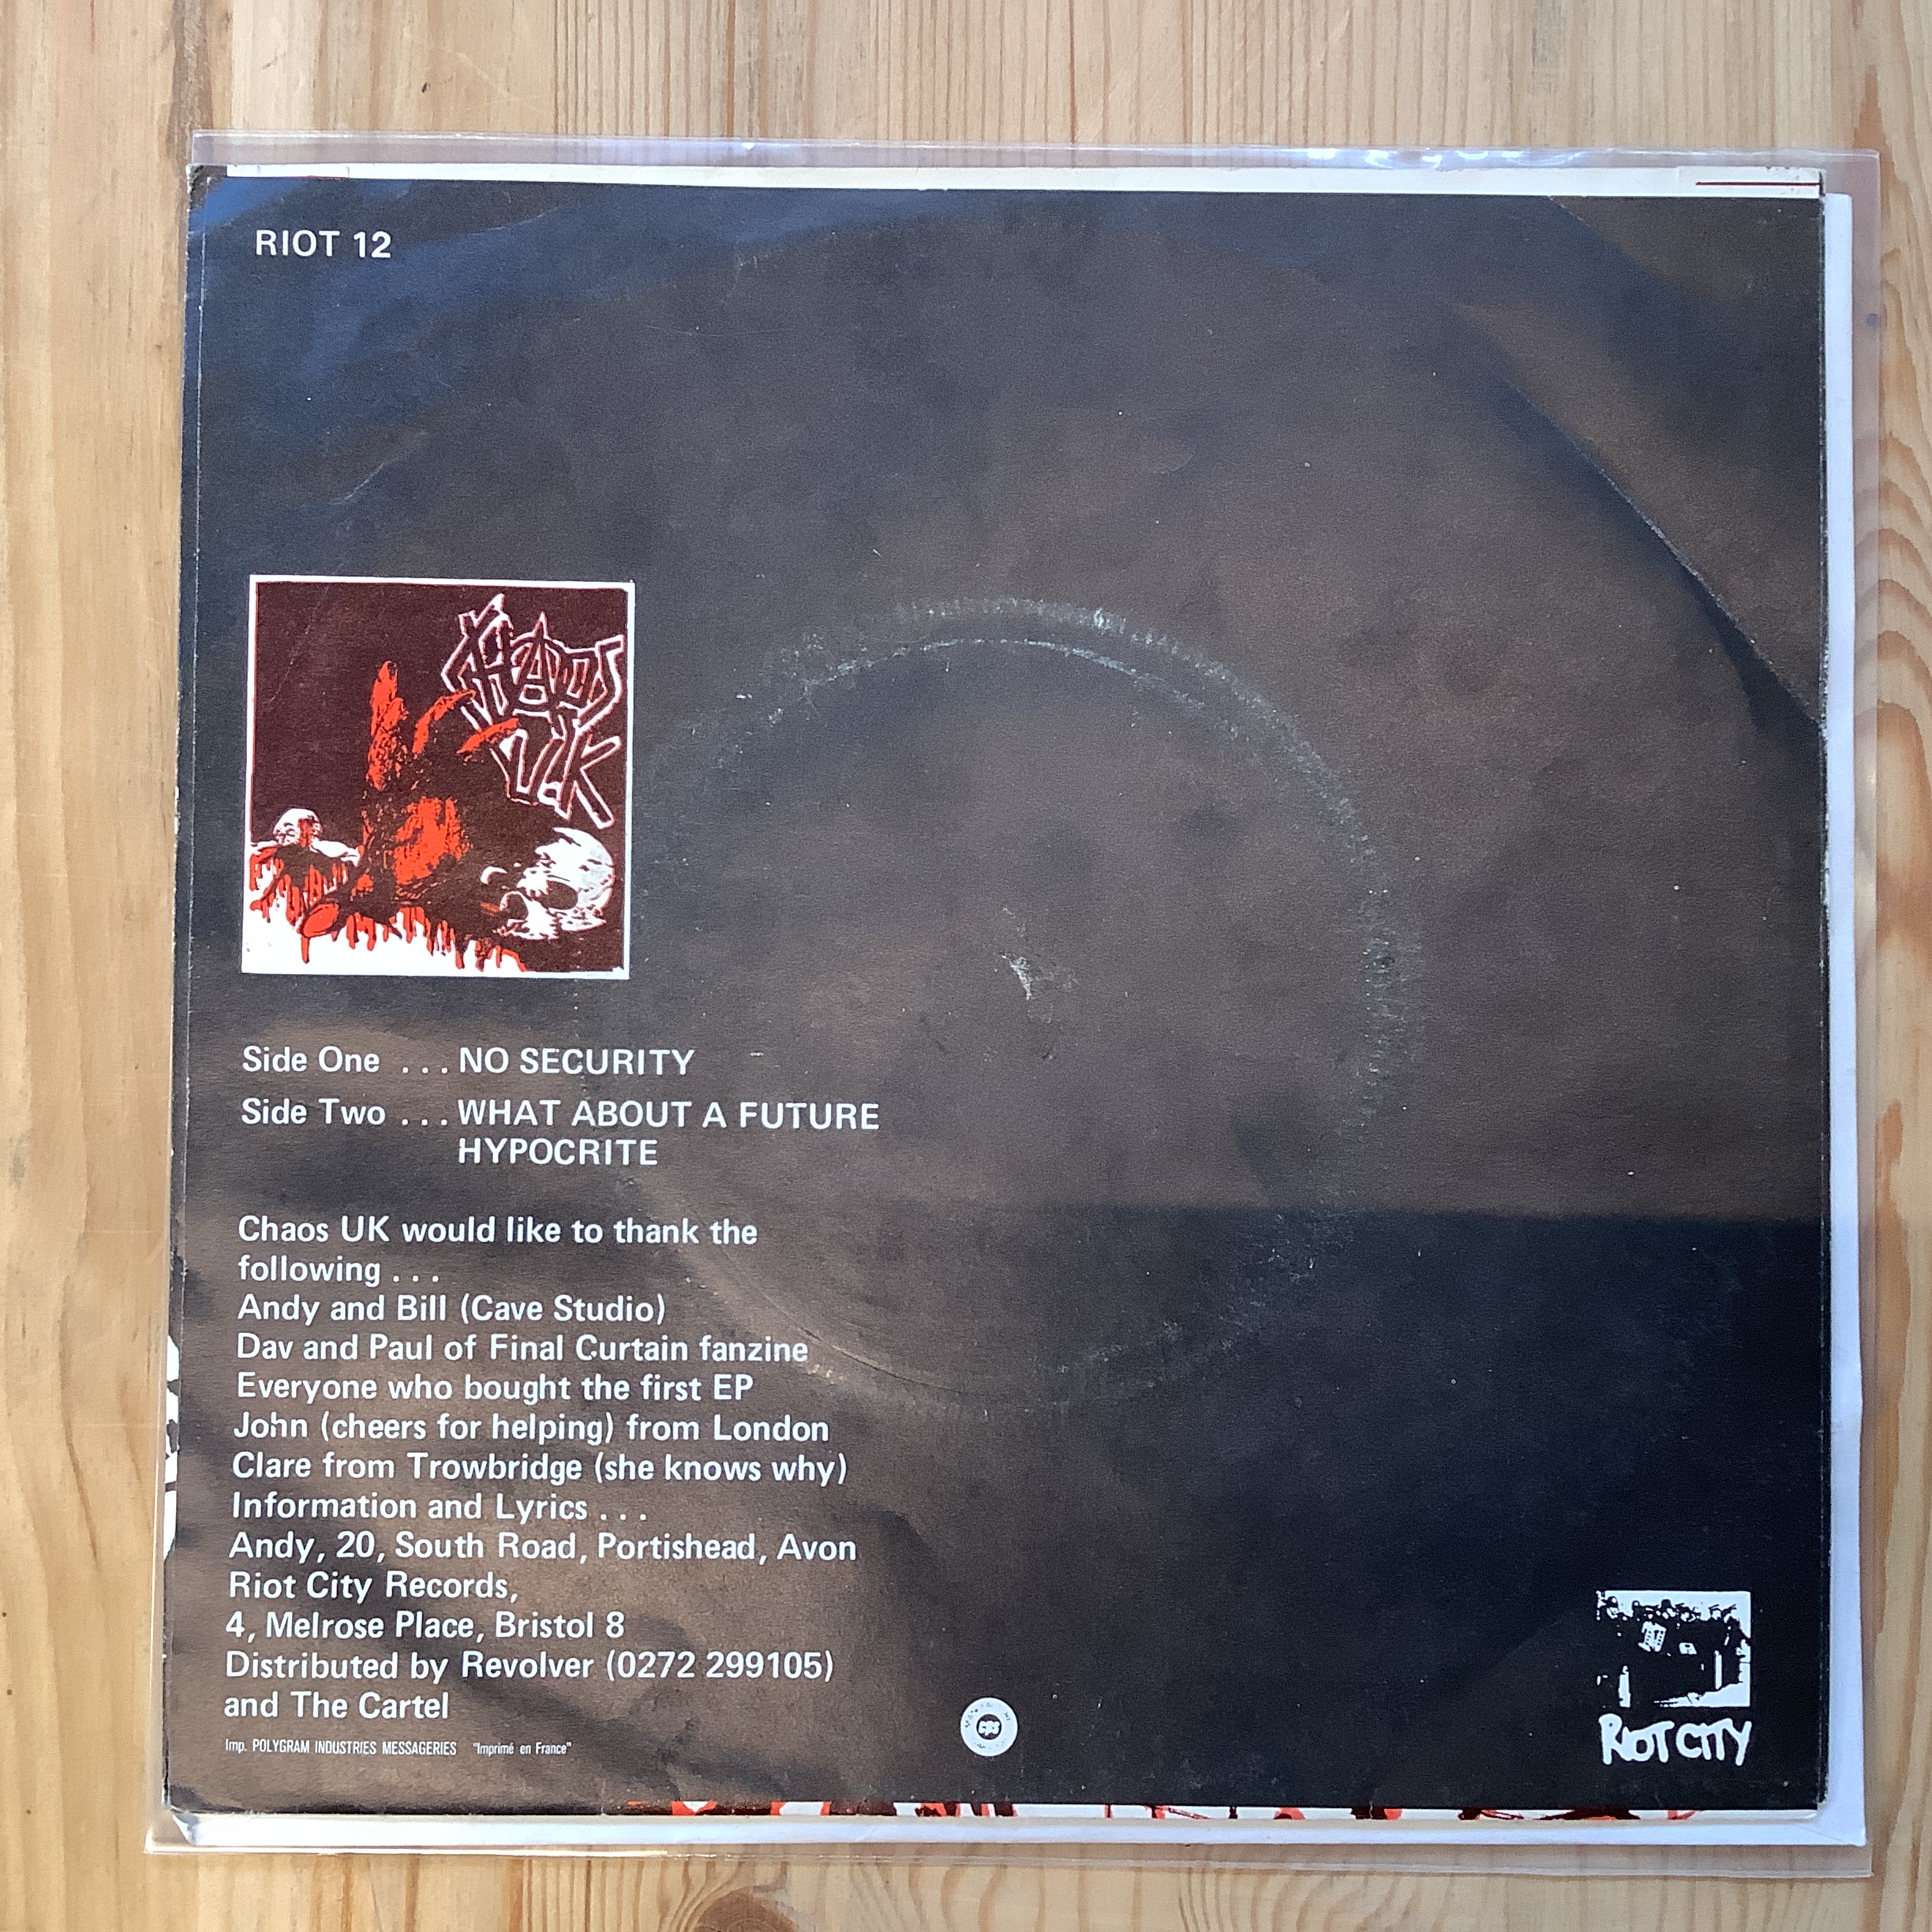 RIOT 12
CHAOS
UK
Side One ... NO SECURITY
Side Two ... WHAT ABOUT A FUTURE
HYPOCRITE
Chaos UK would like to thank the
following ...
Andy and Bill (Cave Studio)
Dav and Paul of Final Curtain fanzine
Everyone who bought the first EP
John (cheers for helping) from London
Clare from Trowbridge (she knows why)
Information and Lyrics ...
Andy, 20, South Road, Portishead, Avon
Riot City Records,
4, Melrose Place, Bristol 8
Distributed by Revolver (0272 299105)
and The Cartel
Imp. POLYGRAM INDUSTRIES MESSAGERIES "Imprimé en France"
RIOT CITY